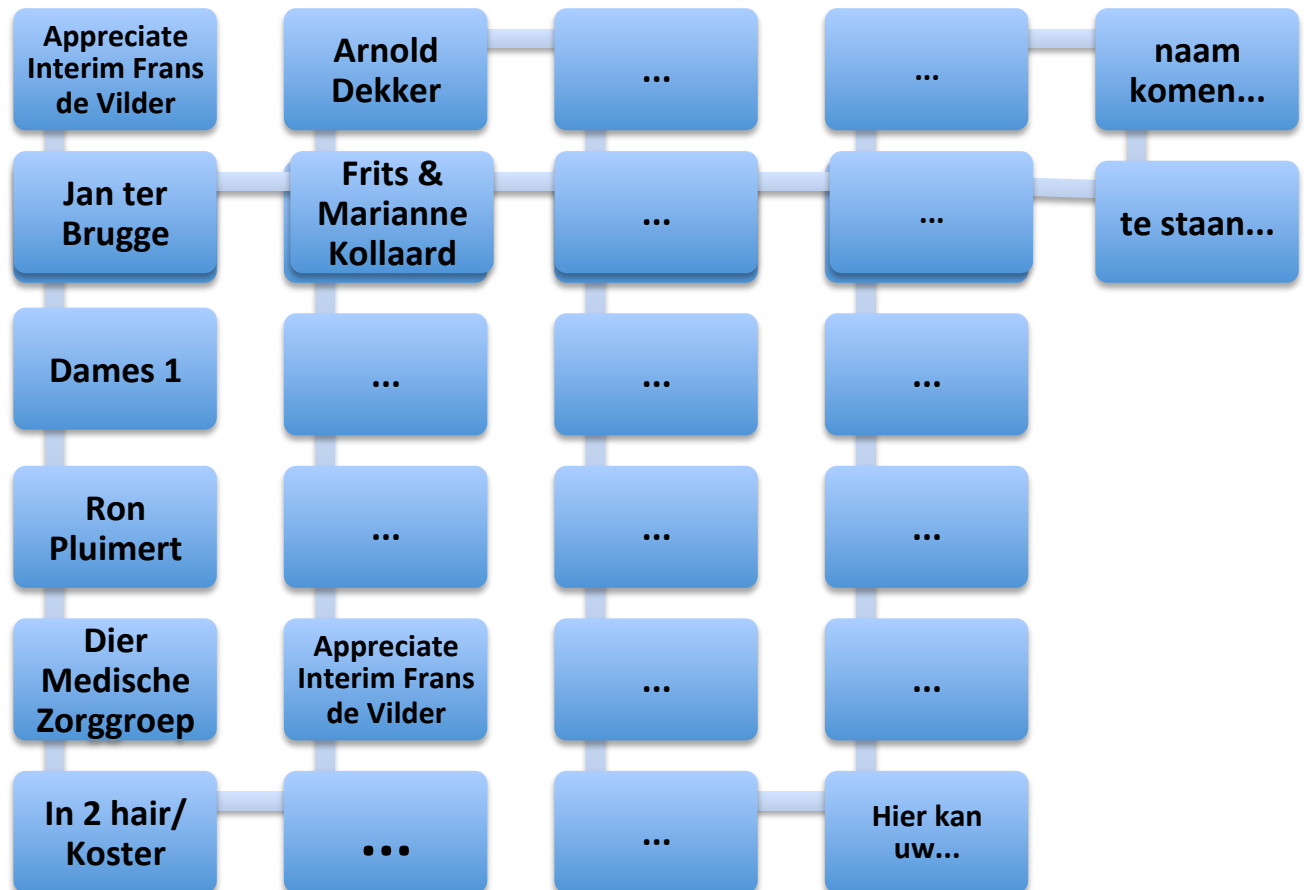 Appreciate
Interim Frans
de Vilder
Arnold
Dekker
...
...
naam
komen...
Jan ter
Brugge
Frits &
Marianne
Kollaard
...
...
te staan...
Dames 1
...
...
...
Ron
Pluimert
...
...
...
Dier
Medische
Zorggroep
Appreciate
Interim Frans
de Vilder
...
...
In 2 hair/
Koster
...
...
Hier kan
uw...